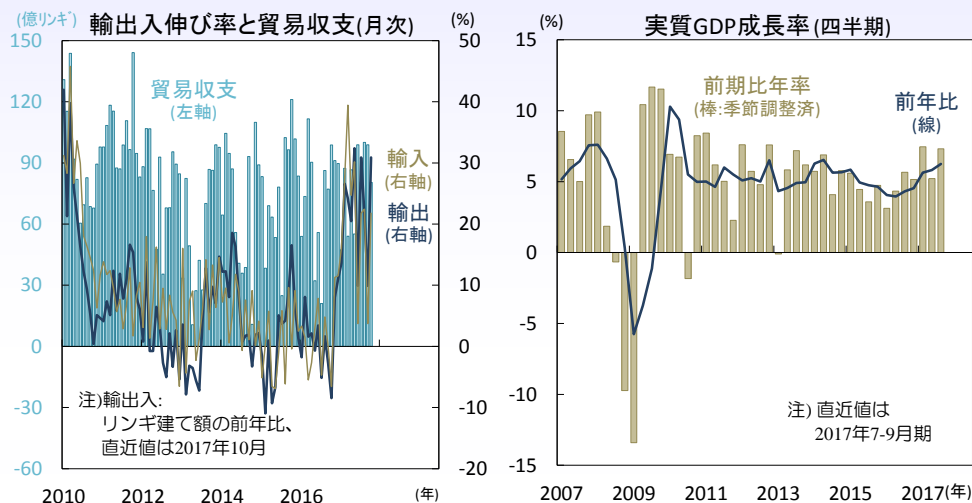 輸出入伸び率と貿易収支(月次)
(億リンギ)
(%)
150
120
90
60
30
0
-30
-60
50
40
30
20
10
0
-10
-20
貿易収支
(左軸)
輸入
(右軸)
輸出
(右軸)
注)輸出入:
リンギ建て額の前年比、
直近値は2017年10月
2010
2012
2014
2016
(年)
実質GDP成長率(四半期)
(%)
15
10
5
0
-5
-10
-15
前期比年率
(棒:季節調整済)
前年比
(線)
注) 直近値は
2017年7-9月期
2007
2009
2011
2013
2015
2017(年)